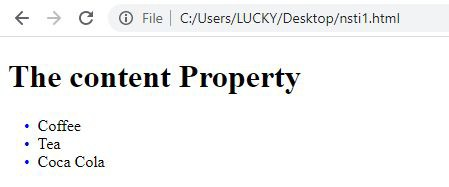 File | C:/Users/LUCKY/Desktop/nsti1.html
The content Property
• Coffee
• Tea
• Coca Cola